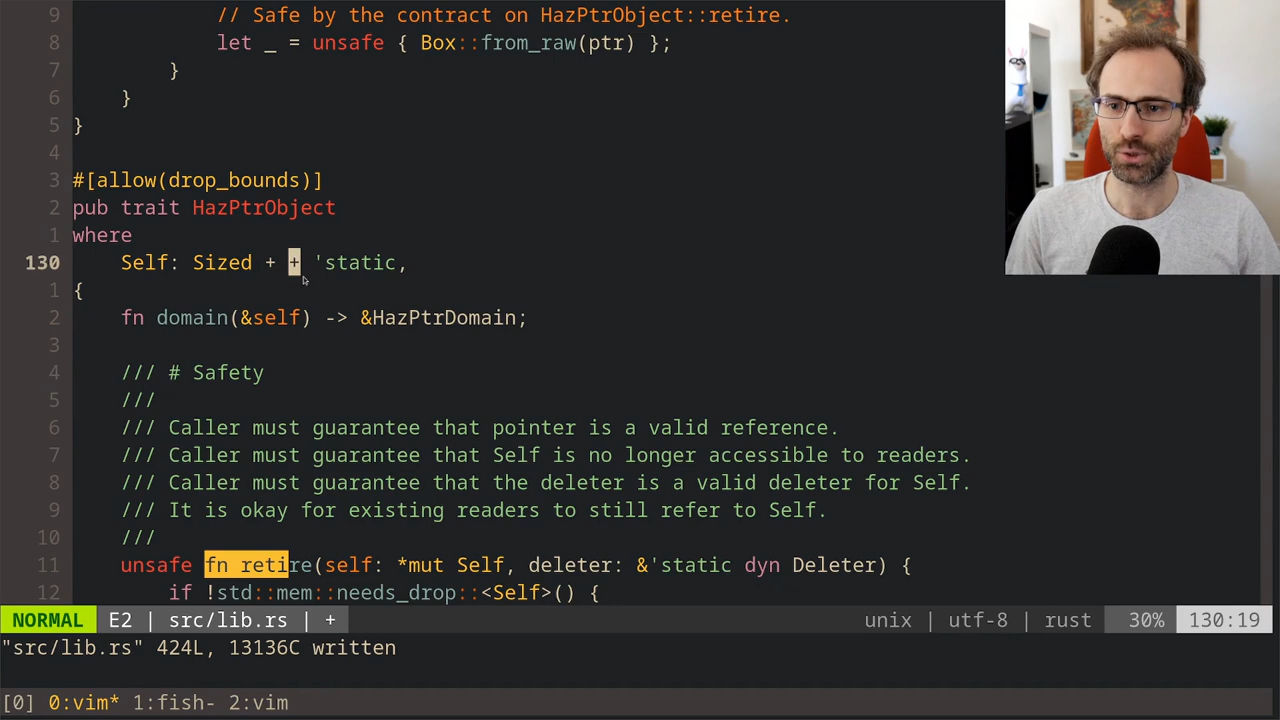 9 // Safe by the contract on HazPtrObject::retire.
8 let _ = unsafe { Box::from_raw(ptr) };
7 }
6 }
5 }
4
3 #[allow(drop_bounds)]
2 pub trait HazPtrObject
1 where
130 Self: Sized + + 'static,
1 {
2 fn domain(&self) -> &HazPtrDomain;
3
4 /// # Safety
5 ///
6 /// Caller must guarantee that pointer is a valid reference.
7 /// Caller must guarantee that Self is no longer accessible to readers.
8 /// Caller must guarantee that the deleter is a valid deleter for Self.
9 /// It is okay for existing readers to still refer to Self.
10 ///
11 unsafe fn retire(self: *mut Self, deleter: &'static dyn Deleter) {
12 if !std::mem::needs_drop::<Self>() {
NORMAL E2 | src/lib.rs | + unix | utf-8 | rust 30% 130:19
"src/lib.rs" 424L, 13136C written
[0] 0:vim* 1:fish- 2:vim